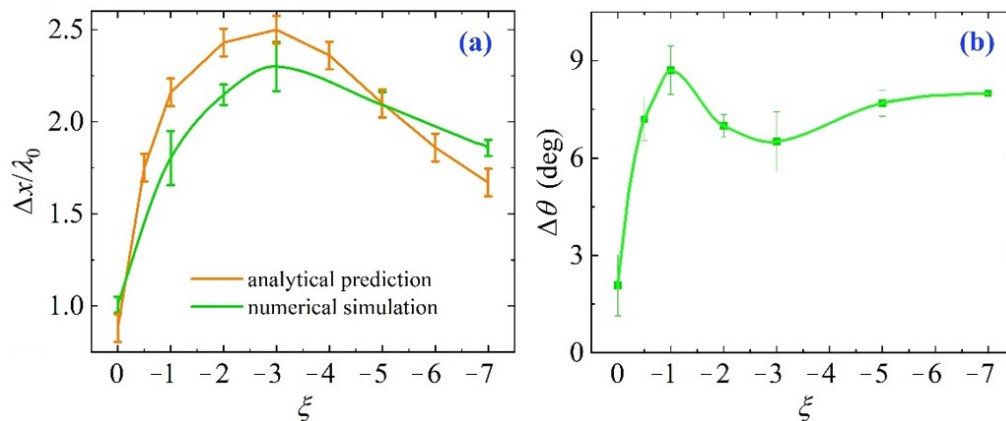 2.5
2.0
1.5
1.0
Δx/λ₀
(a)
analytical prediction
numerical simulation
0 −1 −2 −3 −4 −5 −6 −7
ξ
9
6
3
0
Δθ (deg)
(b)
0 −1 −2 −3 −4 −5 −6 −7
ξ